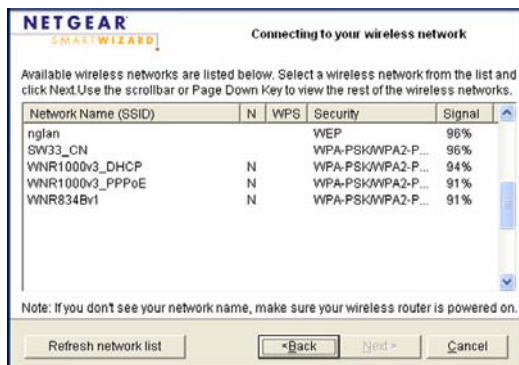 NETGEAR
SMARTWIZARD
Connecting to your wireless network
Available wireless networks are listed below. Select a wireless network from the list and
click Next.Use the scrollbar or Page Down Key to view the rest of the wireless networks.
Network Name (SSID) N WPS Security Signal
nglan WEP 96%
SW33_CN WPA-PSK/WPA2-P... 96%
WNR1000v3_DHCP N WPA-PSK/WPA2-P... 94%
WNR1000v3_PPPoE N WPA-PSK/WPA2-P... 91%
WNR834Bv1 N WPA-PSK/WPA2-P... 91%
Note: If you don't see your network name, make sure your wireless router is powered on.
Refresh network list <Back Next > Cancel